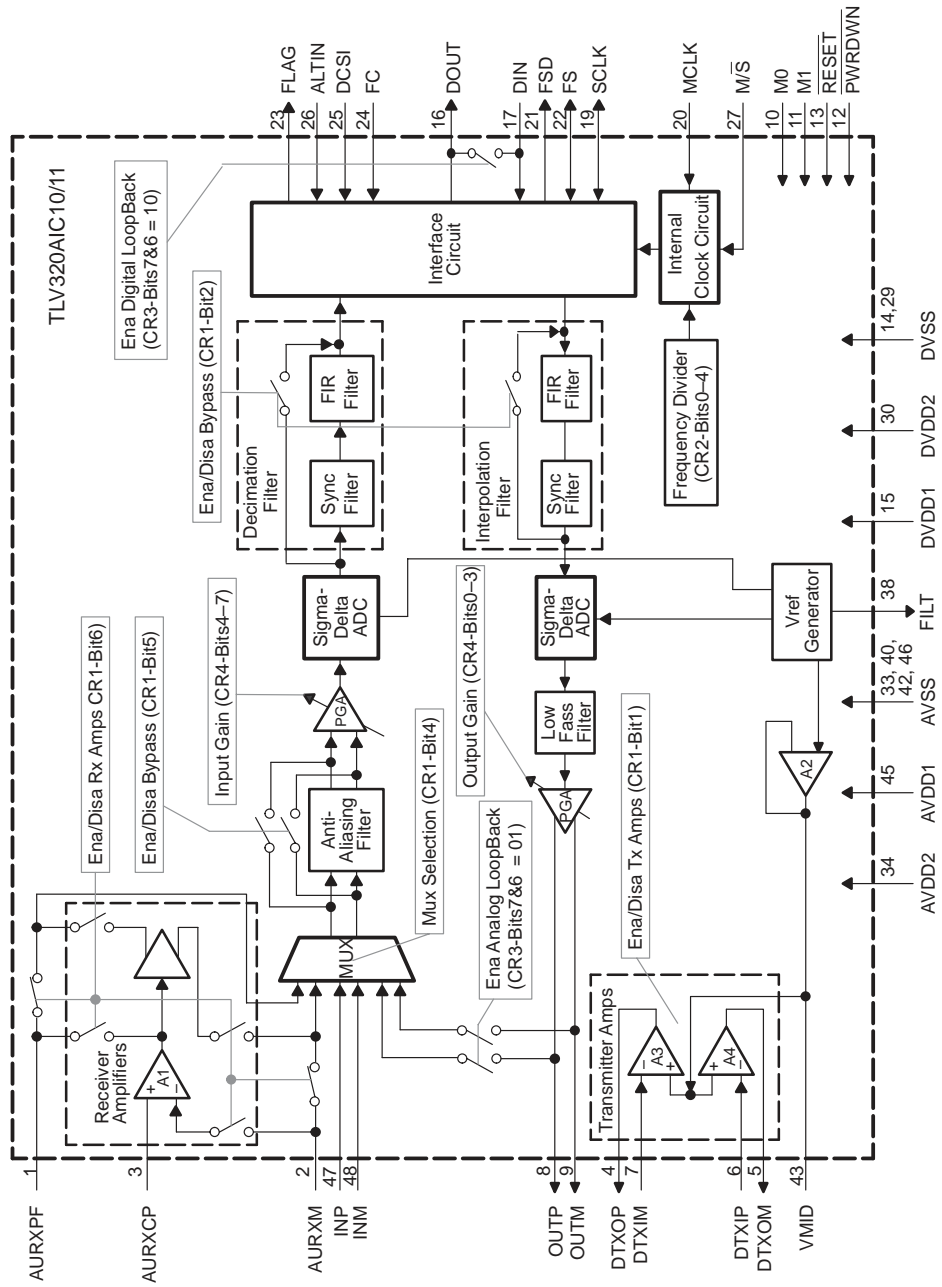 TLV320AIC10/11
Ena Digital LoopBack
(CR3-Bits7&6 = 10)
Ena/Disa Bypass (CR1-Bit2)
Ena/Disa Rx Amps CR1-Bit6)
Ena/Disa Bypass (CR1-Bit5)
Input Gain (CR4-Bits4–7)
Mux Selection (CR1-Bit4)
Output Gain (CR4-Bits0–3)
Ena Analog LoopBack
(CR3-Bits7&6 = 01)
Ena/Disa Tx Amps (CR1-Bit1)
AURXPF
1
AURXCP
3
AURXM
2
INP
47
INM
48
OUTP
8
OUTM
9
DTXOP
4
DTXIM
7
DTXIP
6
DTXOM
5
VMID
43
Receiver
Amplifiers
+
A1
–
MUX
Anti-
Aliasing
Filter
PGA
Sigma-
Delta
ADC
Decimation
Filter
Sync
Filter
FIR
Filter
Interface
Circuit
PGA
Low Fass
Filter
Sigma-
Delta
ADC
Interpolation
Filter
Sync
Filter
FIR
Filter
Transmitter Amps
–
A3
+
+
A4
–
A2
Vref
Generator
Frequency Divider
(CR2-Bits0–4)
Internal
Clock Circuit
23
FLAG
26
ALTIN
25
DCSI
24
FC
16
DOUT
17
DIN
21
FSD
22
FS
19
SCLK
20
MCLK
27
M/S̅
10
M0
11
M1
13
R̅E̅S̅E̅T̅
12
P̅W̅R̅D̅W̅N̅
34
AVDD2
45
AVDD1
33, 40,
42, 46
AVSS
38
FILT
15
DVDD1
30
DVDD2
14,29
DVSS